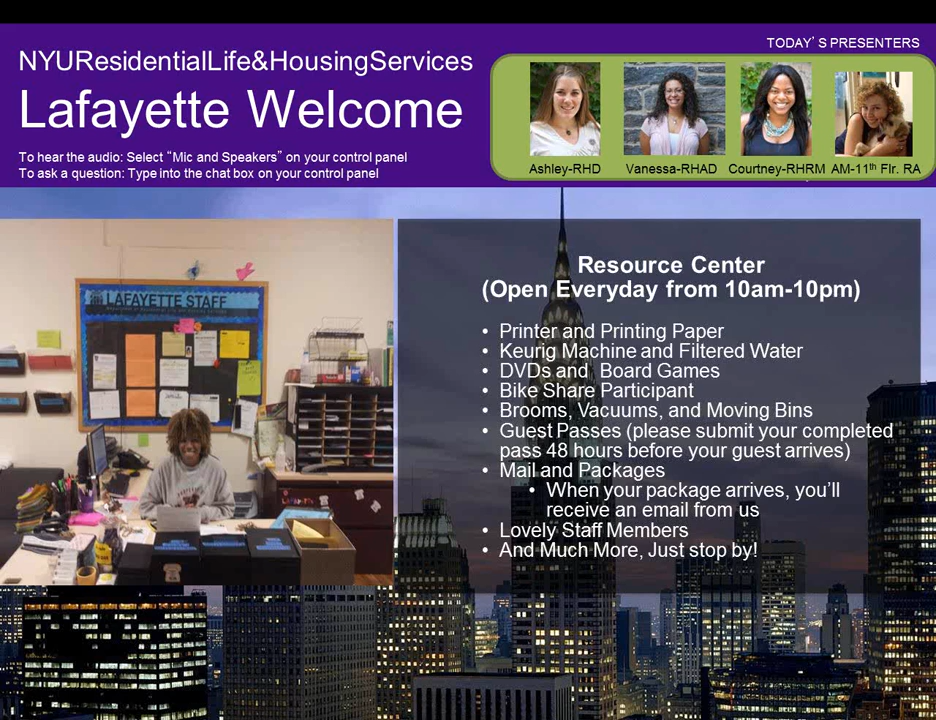 TODAY’S PRESENTERS
NYUResidentialLife&HousingServices
Lafayette Welcome
To hear the audio: Select “Mic and Speakers” on your control panel
To ask a question: Type into the chat box on your control panel
Ashley-RHD Vanessa-RHAD Courtney-RHRM AM-11th Flr. RA
LAFAYETTE STAFF
Resource Center
(Open Everyday from 10am-10pm)
• Printer and Printing Paper
• Keurig Machine and Filtered Water
• DVDs and Board Games
• Bike Share Participant
• Brooms, Vacuums, and Moving Bins
• Guest Passes (please submit your completed
pass 48 hours before your guest arrives)
• Mail and Packages
• When your package arrives, you’ll
receive an email from us
• Lovely Staff Members
• And Much More, Just stop by!